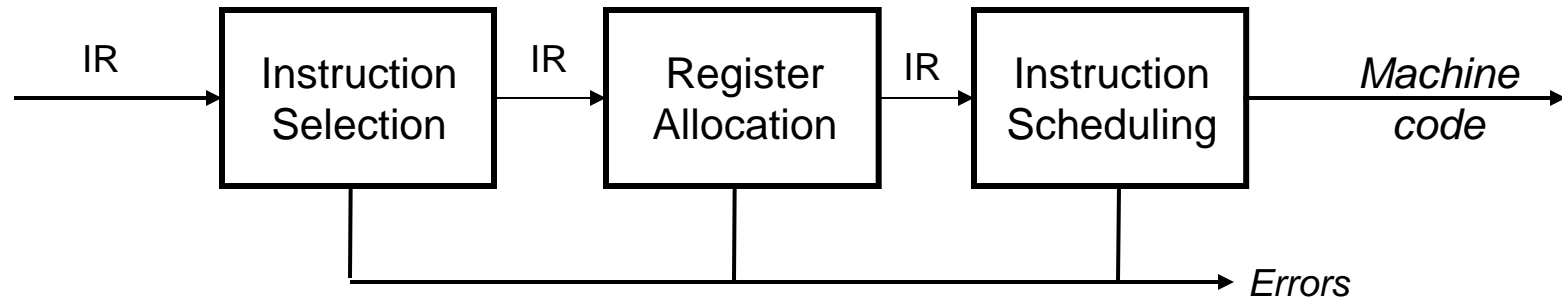 IR
Instruction
Selection
IR
Register
Allocation
IR
Instruction
Scheduling
Machine
code
Errors